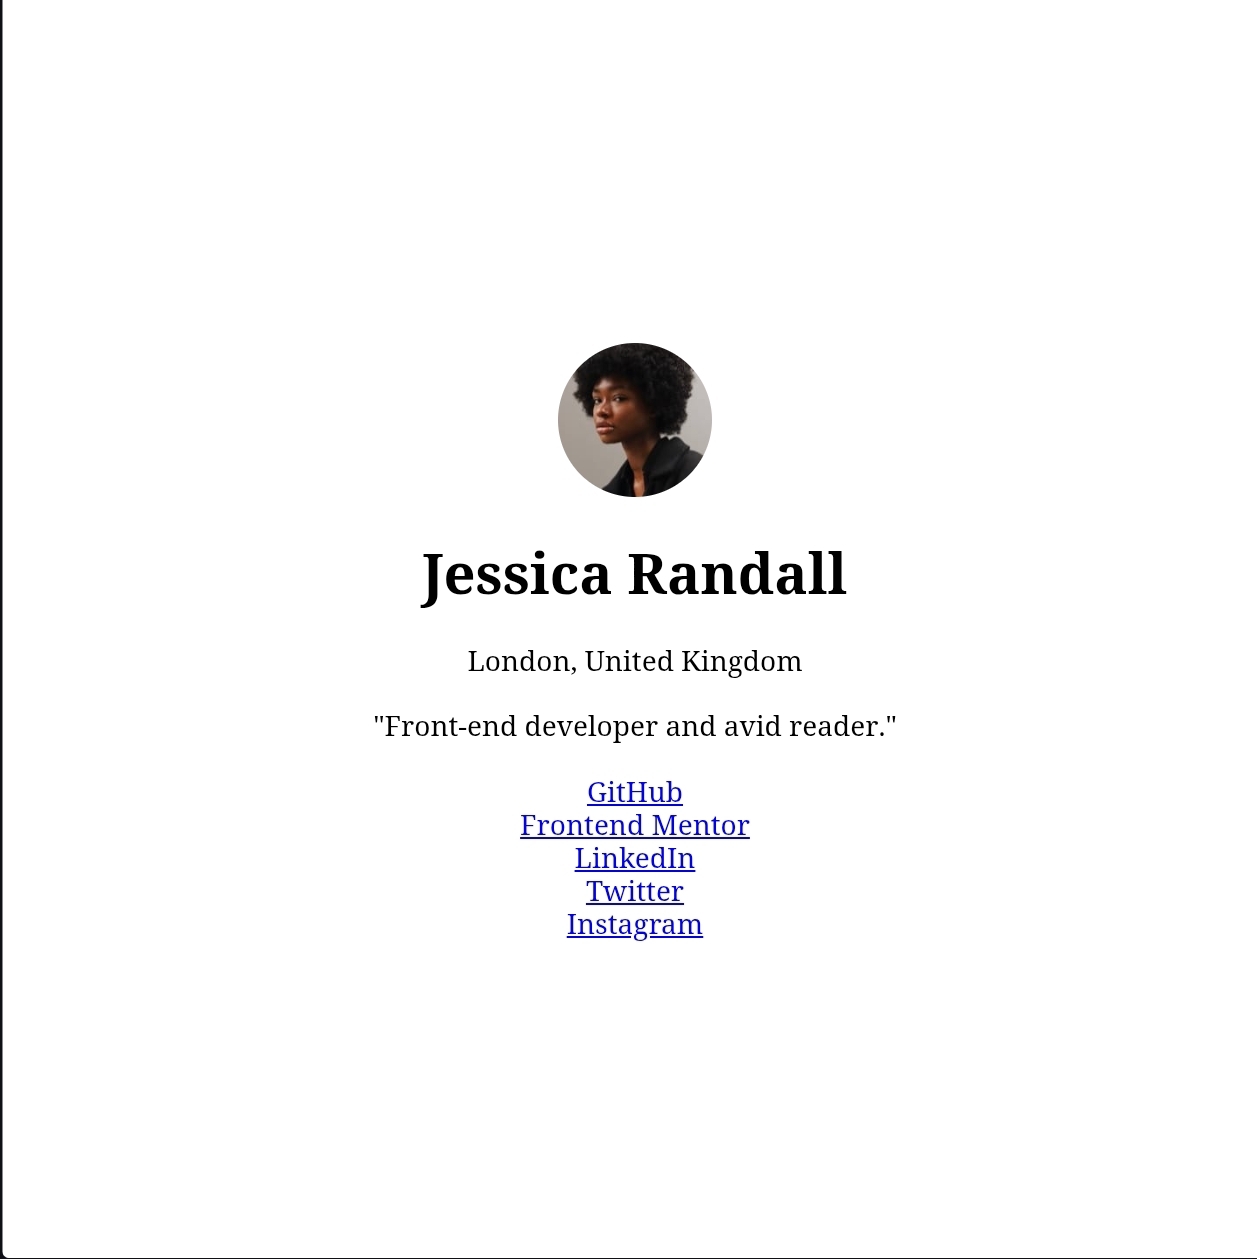 Jessica Randall
London, United Kingdom
"Front-end developer and avid reader."
GitHub
Frontend Mentor
LinkedIn
Twitter
Instagram